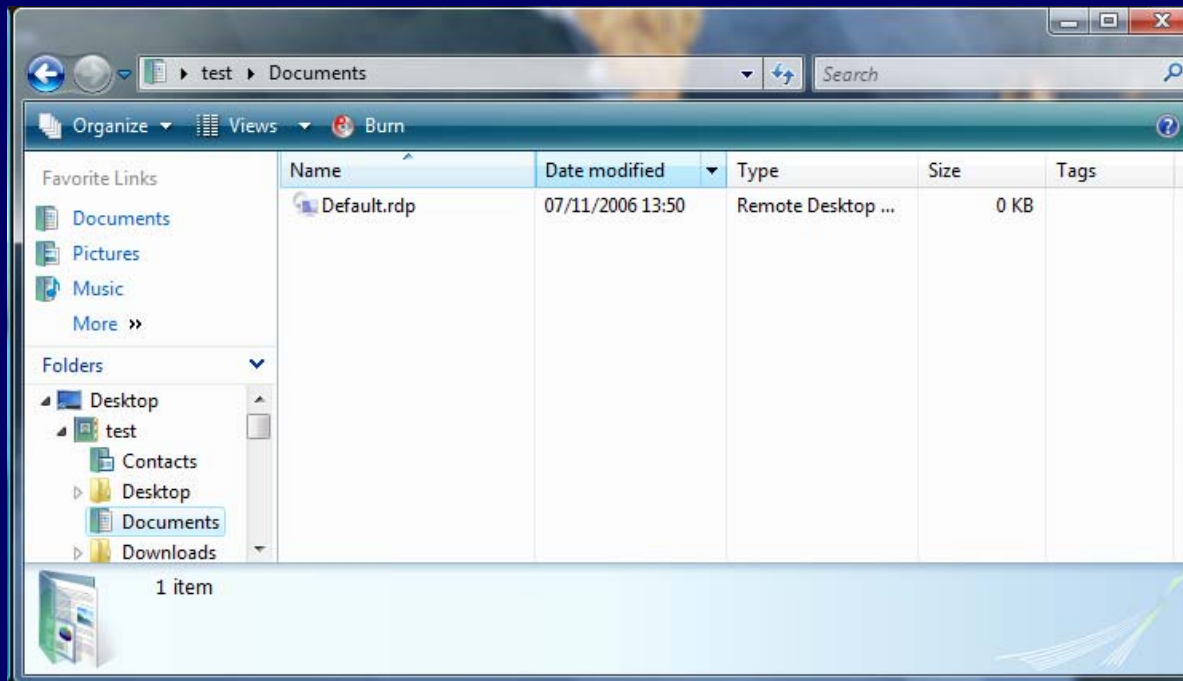 test Documents Search
Organize Views Burn
Favorite Links
Documents
Pictures
Music
More
Folders
Desktop
test
Contacts
Desktop
Documents
Downloads
Name Date modified Type Size Tags
Default.rdp 07/11/2006 13:50 Remote Desktop ... 0 KB
1 item